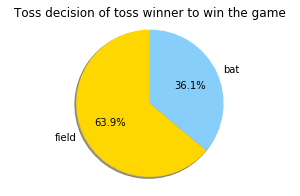 Toss decision of toss winner to win the game
bat
36.1%
63.9%
field